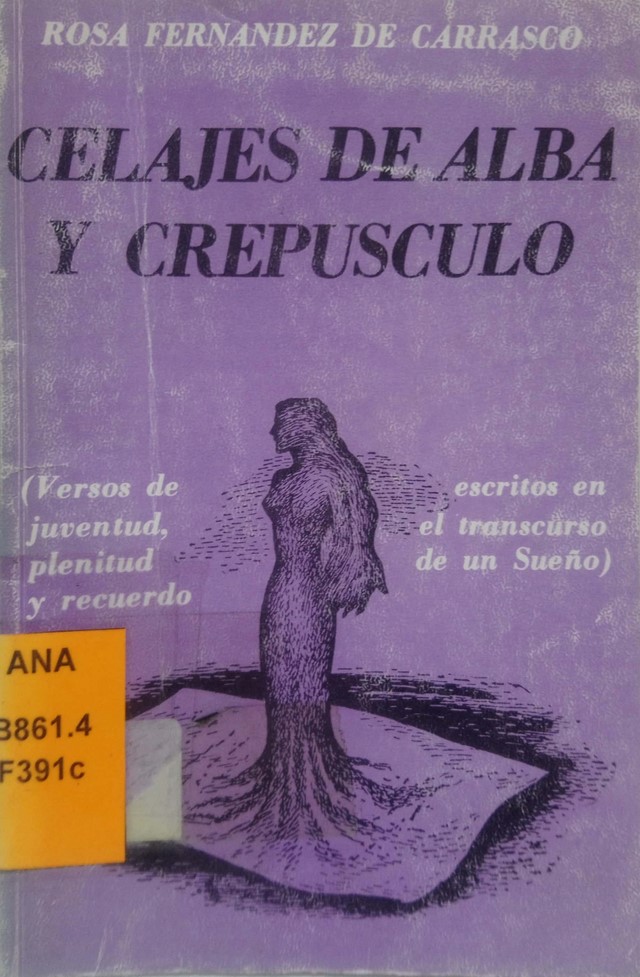 ROSA FERNANDEZ DE CARRASCO
CELAJES DE ALBA
Y CREPUSCULO
(Versos de
juventud,
plenitud
y recuerdo
escritos en
el transcurso
de un Sueño)
ANA
B861.4
F391c